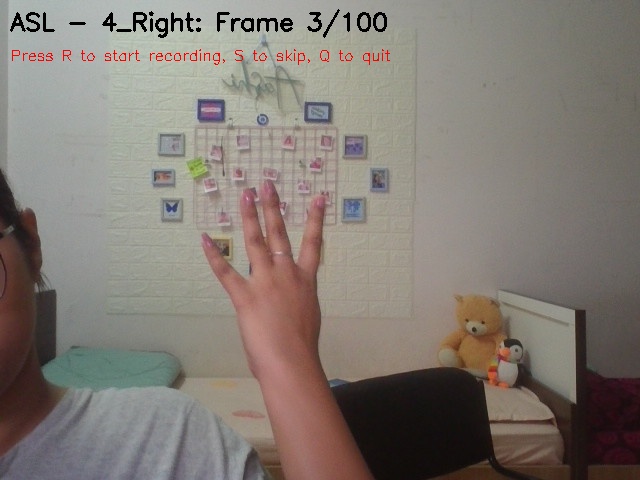 ASL - 4_Right: Frame 3/100
Press R to start recording, S to skip, Q to quit